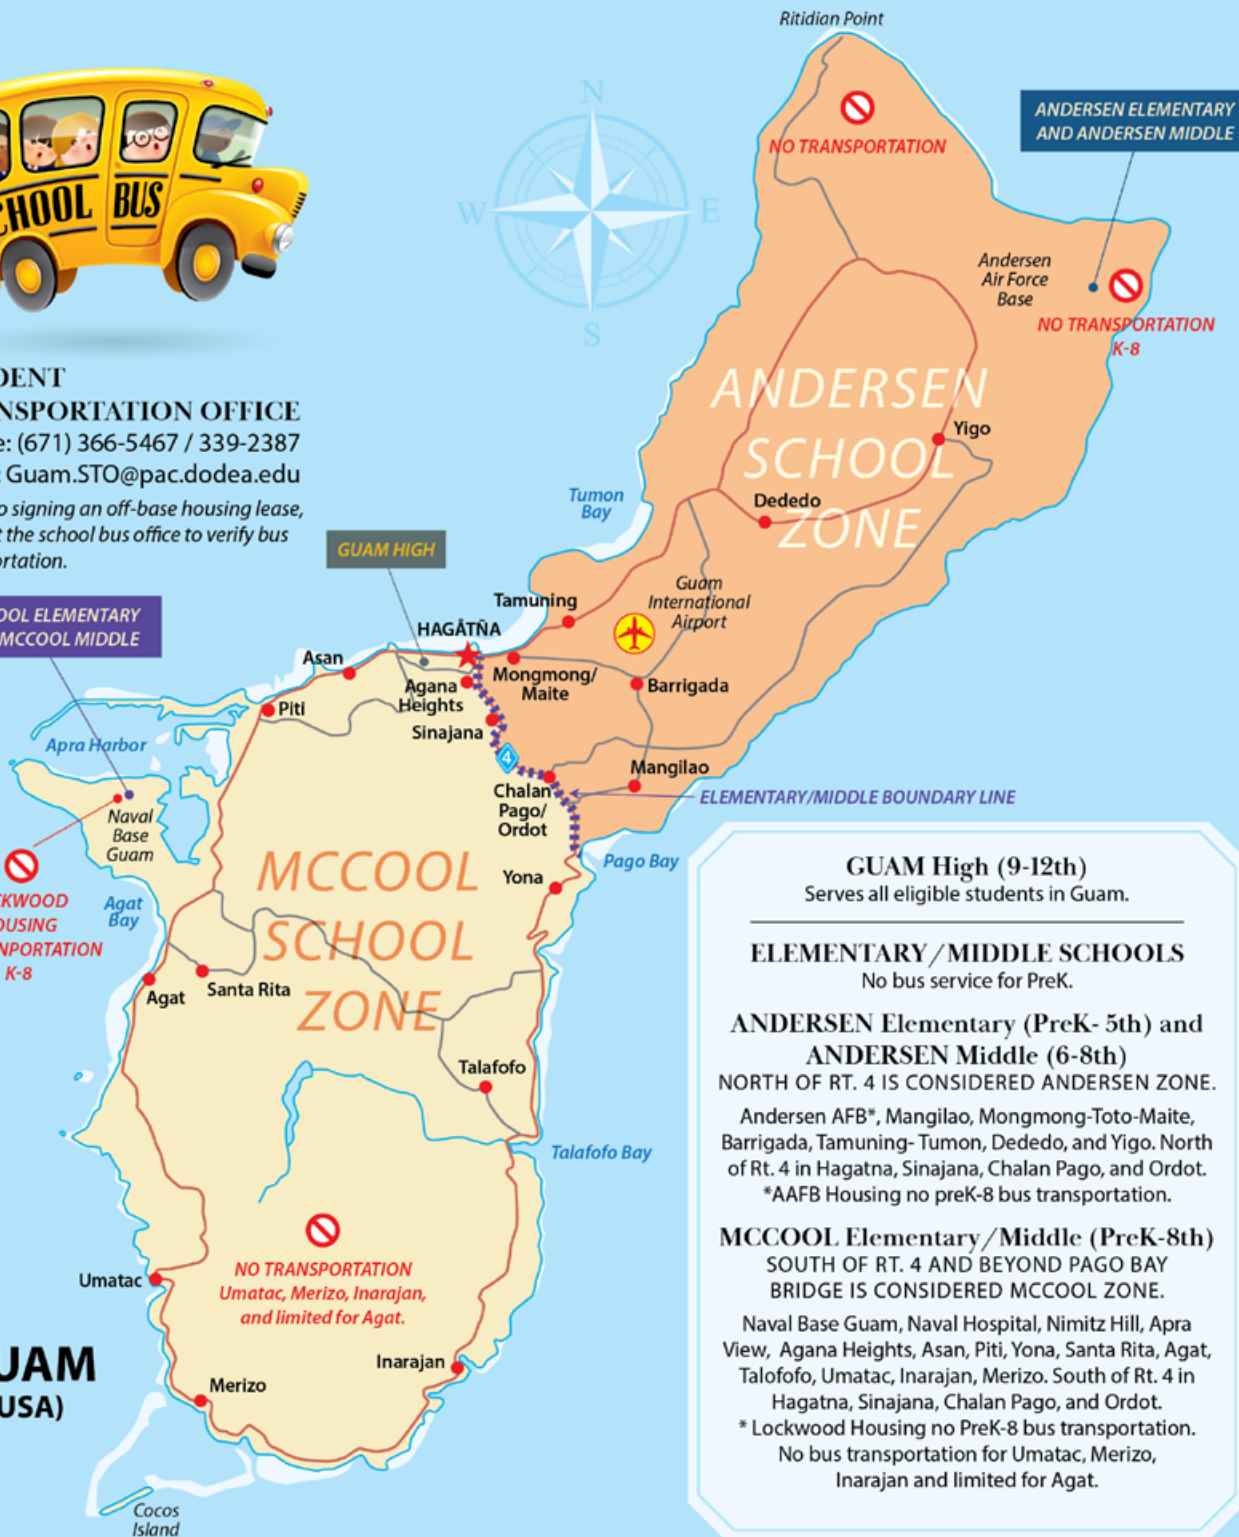 Ritidian Point
NO TRANSPORTATION
ANDERSEN ELEMENTARY
AND ANDERSEN MIDDLE
N
W
E
S
CHOOL BUS
Andersen
Air Force
Base
NO TRANSPORTATION
K-8
DENT
NSPORTATION OFFICE
e: (671) 366-5467 / 339-2387
: Guam.STO@pac.dodea.edu
o signing an off-base housing lease,
t the school bus office to verify bus
ortation.
ANDERSEN
SCHOOL
ZONE
Yigo
Dededo
Tumon
Bay
GUAM HIGH
Guam
International
Airport
Tamuning
HAGÅTÑA
OOL ELEMENTARY
MCCOOL MIDDLE
Asan
Mongmong/
Maite
Agana
Heights
Barrigada
Piti
Sinajana
Apra Harbor
4
Mangilao
Chalan
Pago/
Ordot
ELEMENTARY/MIDDLE BOUNDARY LINE
Naval
Base
Guam
Pago Bay
MCCOOL
SCHOOL
ZONE
Yona
CKWOOD
OUSING
NPORTATION
K-8
Agat
Bay
Agat
Santa Rita
Talafofo
Talafofo Bay
NO TRANSPORTATION
Umatac, Merizo, Inarajan,
and limited for Agat.
Umatac
Inarajan
Merizo
UAM
USA)
Cocos
Island
GUAM High (9-12th)
Serves all eligible students in Guam.
ELEMENTARY/MIDDLE SCHOOLS
No bus service for PreK.
ANDERSEN Elementary (PreK- 5th) and
ANDERSEN Middle (6-8th)
NORTH OF RT. 4 IS CONSIDERED ANDERSEN ZONE.
Andersen AFB*, Mangilao, Mongmong-Toto-Maite,
Barrigada, Tamuning- Tumon, Dededo, and Yigo. North
of Rt. 4 in Hagatna, Sinajana, Chalan Pago, and Ordot.
*AAFB Housing no preK-8 bus transportation.
MCCOOL Elementary/Middle (PreK-8th)
SOUTH OF RT. 4 AND BEYOND PAGO BAY
BRIDGE IS CONSIDERED MCCOOL ZONE.
Naval Base Guam, Naval Hospital, Nimitz Hill, Apra
View, Agana Heights, Asan, Piti, Yona, Santa Rita, Agat,
Talofofo, Umatac, Inarajan, Merizo. South of Rt. 4 in
Hagatna, Sinajana, Chalan Pago, and Ordot.
* Lockwood Housing no PreK-8 bus transportation.
No bus transportation for Umatac, Merizo,
Inarajan and limited for Agat.